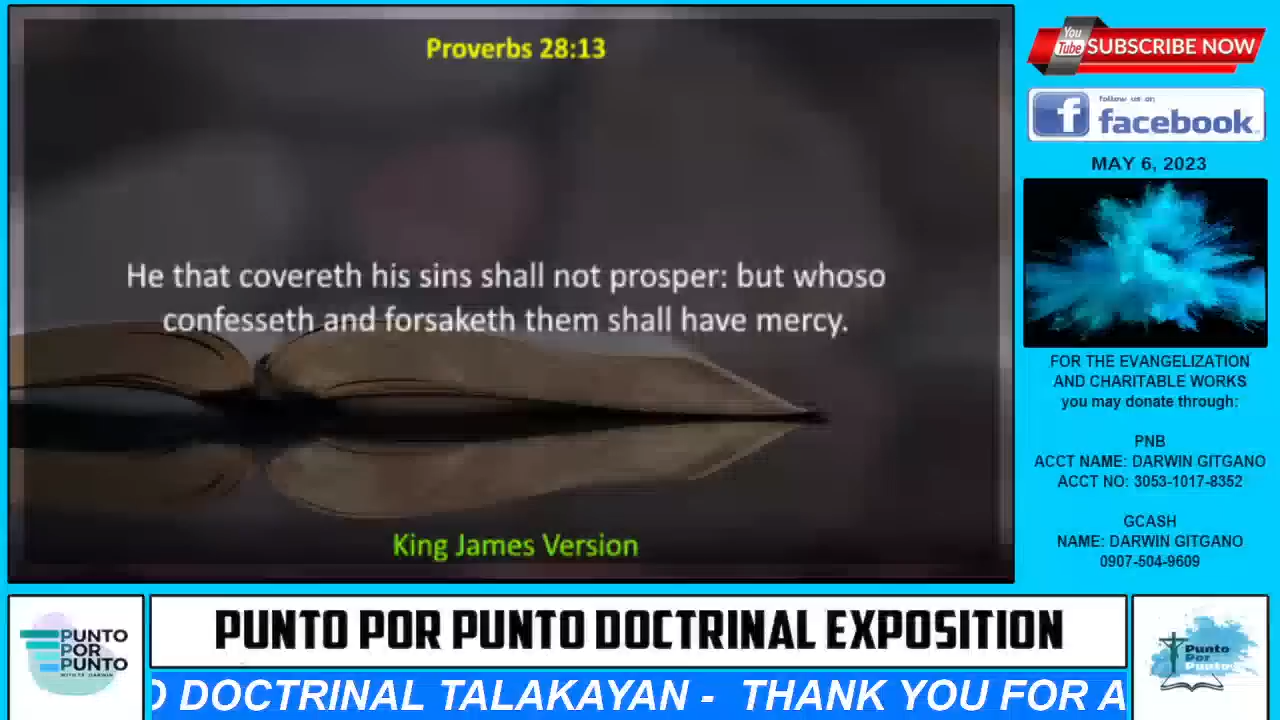 Proverbs 28:13
He that covereth his sins shall not prosper: but whoso
confesseth and forsaketh them shall have mercy.
King James Version
You
Tube
SUBSCRIBE NOW
follow us on
facebook
MAY 6, 2023
FOR THE EVANGELIZATION
AND CHARITABLE WORKS
you may donate through:
PNB
ACCT NAME: DARWIN GITGANO
ACCT NO: 3053-1017-8352
GCASH
NAME: DARWIN GITGANO
0907-504-9609
PUNTO
POR
PUNTO
PUNTO POR PUNTO DOCTRINAL EXPOSITION
Punto
Por
Punto
DOCTRINAL TALAKAYAN - THANK YOU FOR A